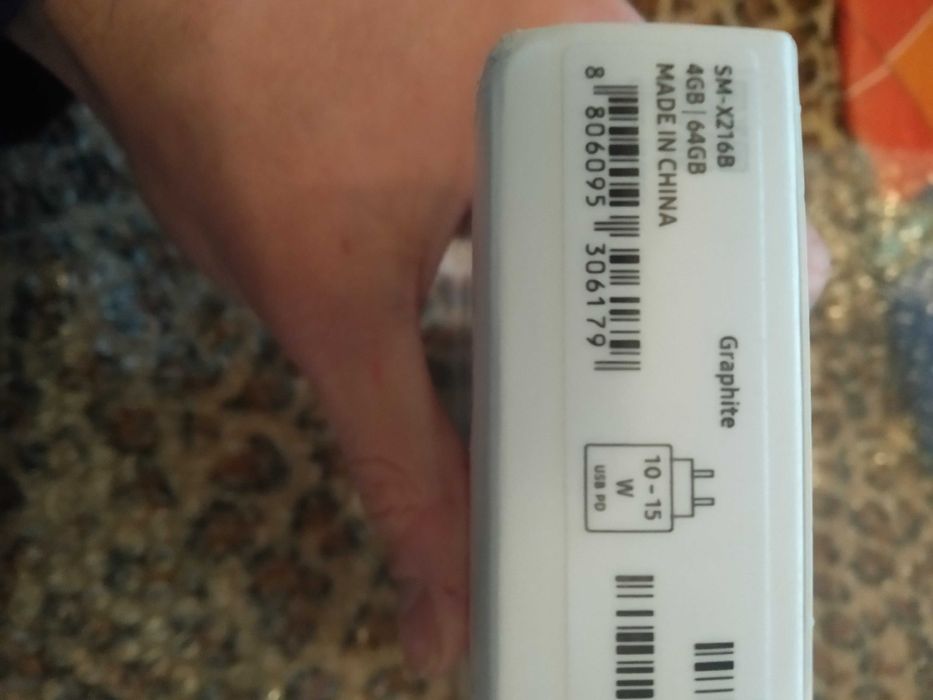 SM-X216B
4GB | 64GB
MADE IN CHINA
8 806095 306179
Graphite
10 - 15
W
USB PD